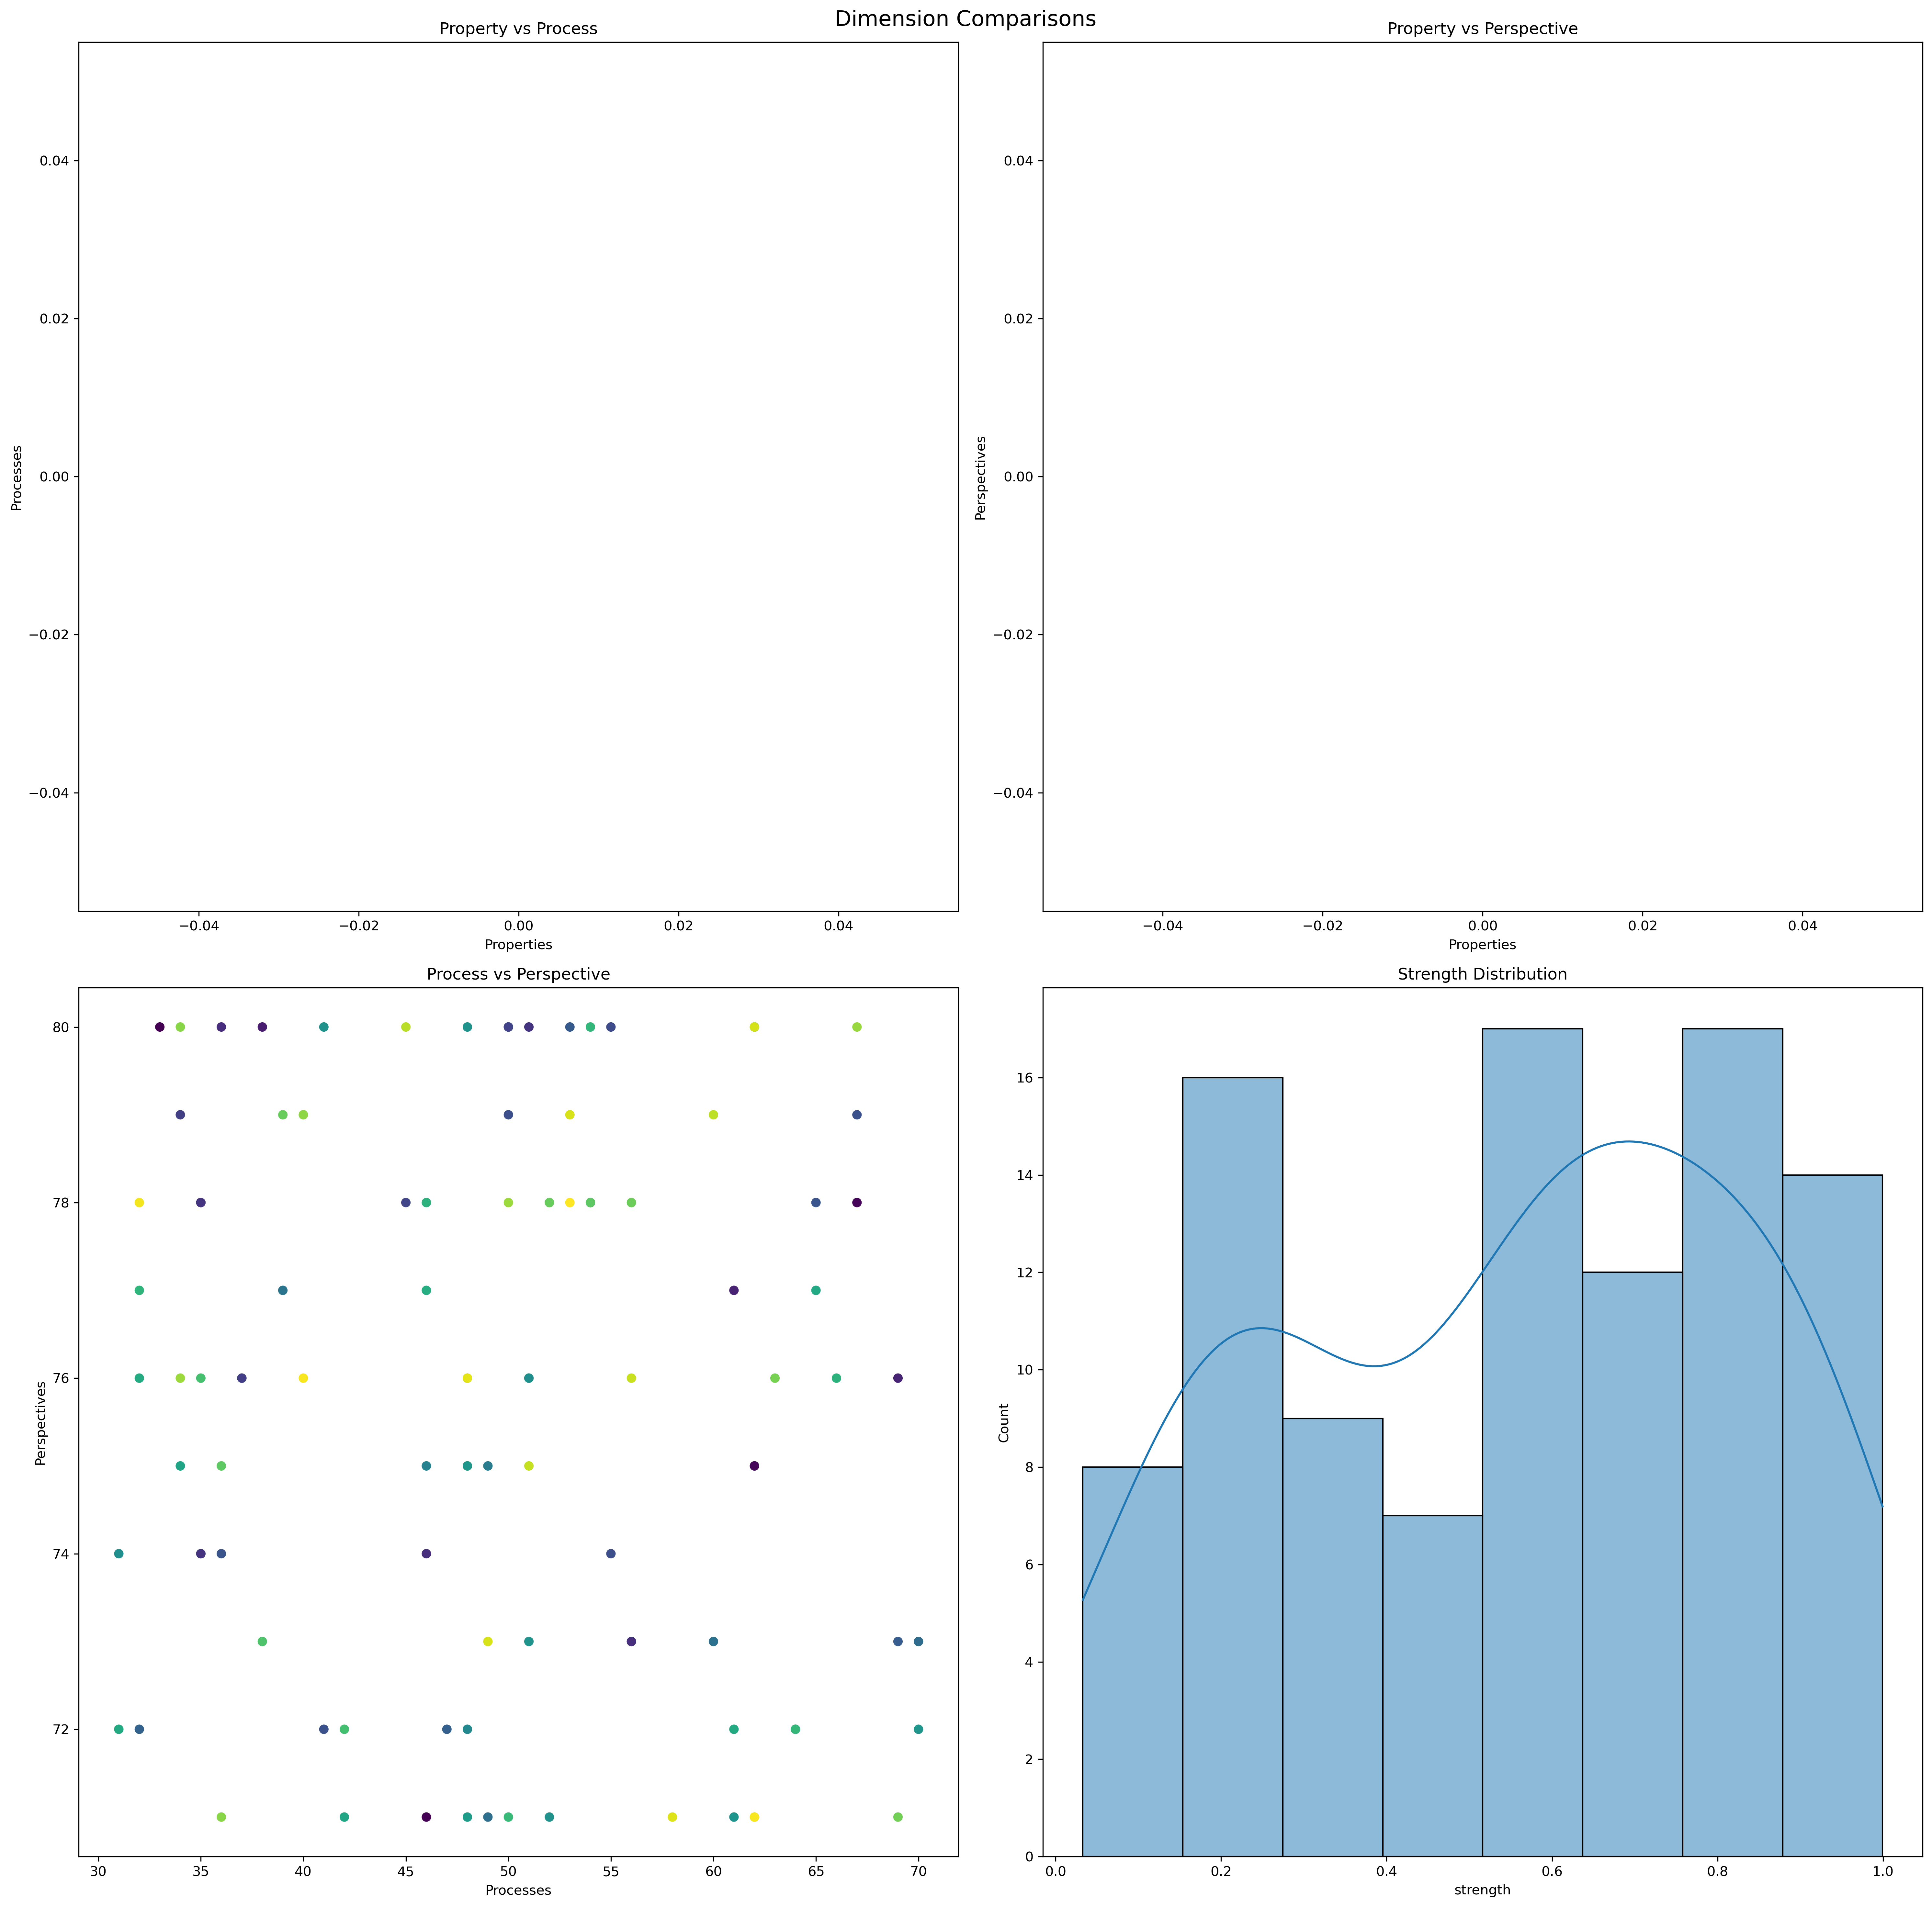 Dimension Comparisons
Property vs Process
0.04
0.02
0.00
−0.02
−0.04
Processes
−0.04 −0.02 0.00 0.02 0.04
Properties
Property vs Perspective
0.04
0.02
0.00
−0.02
−0.04
Perspectives
−0.04 −0.02 0.00 0.02 0.04
Properties
Process vs Perspective
80
78
76
74
72
Perspectives
30 35 40 45 50 55 60 65 70
Processes
Strength Distribution
16
14
12
10
8
6
4
2
0
Count
0.0 0.2 0.4 0.6 0.8 1.0
strength